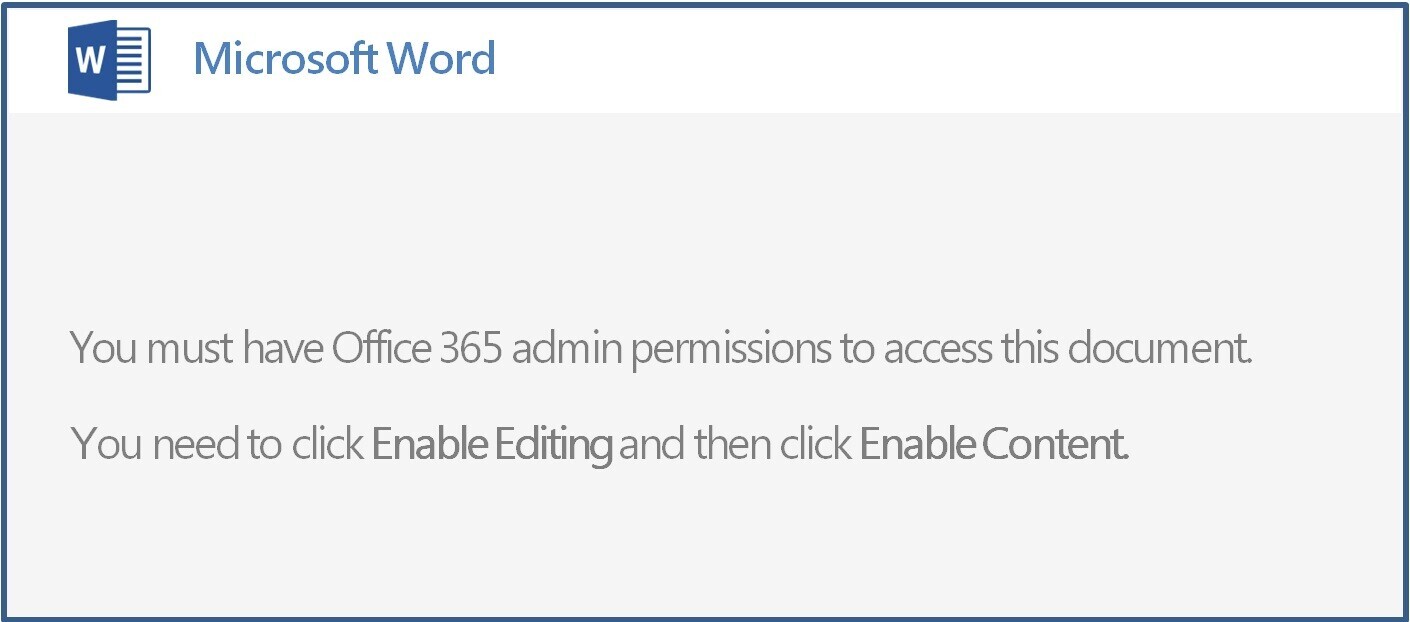 W
Microsoft Word
You must have Office 365 admin permissions to access this document.
You need to click Enable Editing and then click Enable Content.